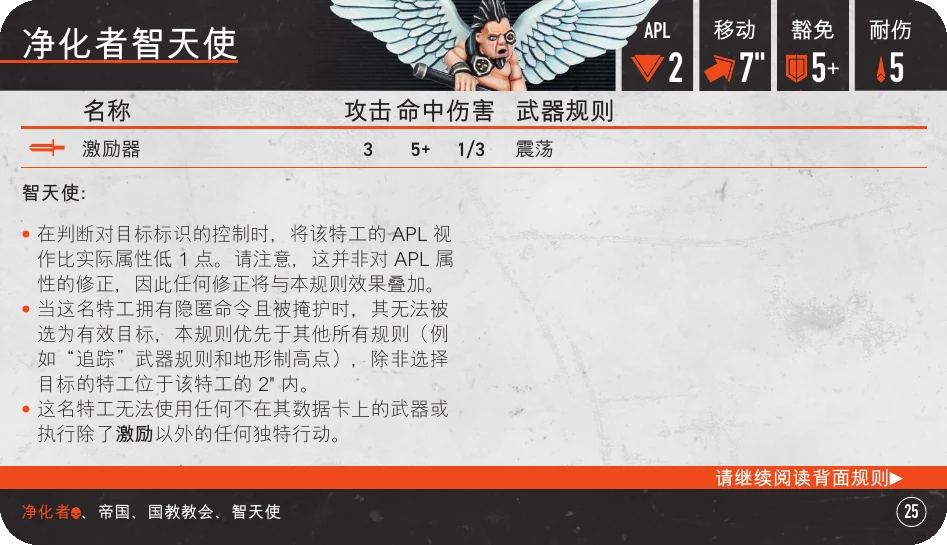 净化者智天使
APL 移动 豁免 耐伤
2 7" 5+ 5
名称 攻击 命中 伤害 武器规则
激励器 3 5+ 1/3 震荡
智天使:
• 在判断对目标标识的控制时，将该特工的 APL 视
作比实际属性低 1 点。请注意，这并非对 APL 属
性的修正，因此任何修正将与本规则效果叠加。
• 当这名特工拥有隐匿命令且被掩护时，其无法被
选为有效目标，本规则优先于其他所有规则（例
如“追踪”武器规则和地形制高点），除非选择
目标的特工位于该特工的 2" 内。
• 这名特工无法使用任何不在其数据卡上的武器或
执行除了激励以外的任何独特行动。
请继续阅读背面规则▶
净化者、帝国、国教教会、智天使
25